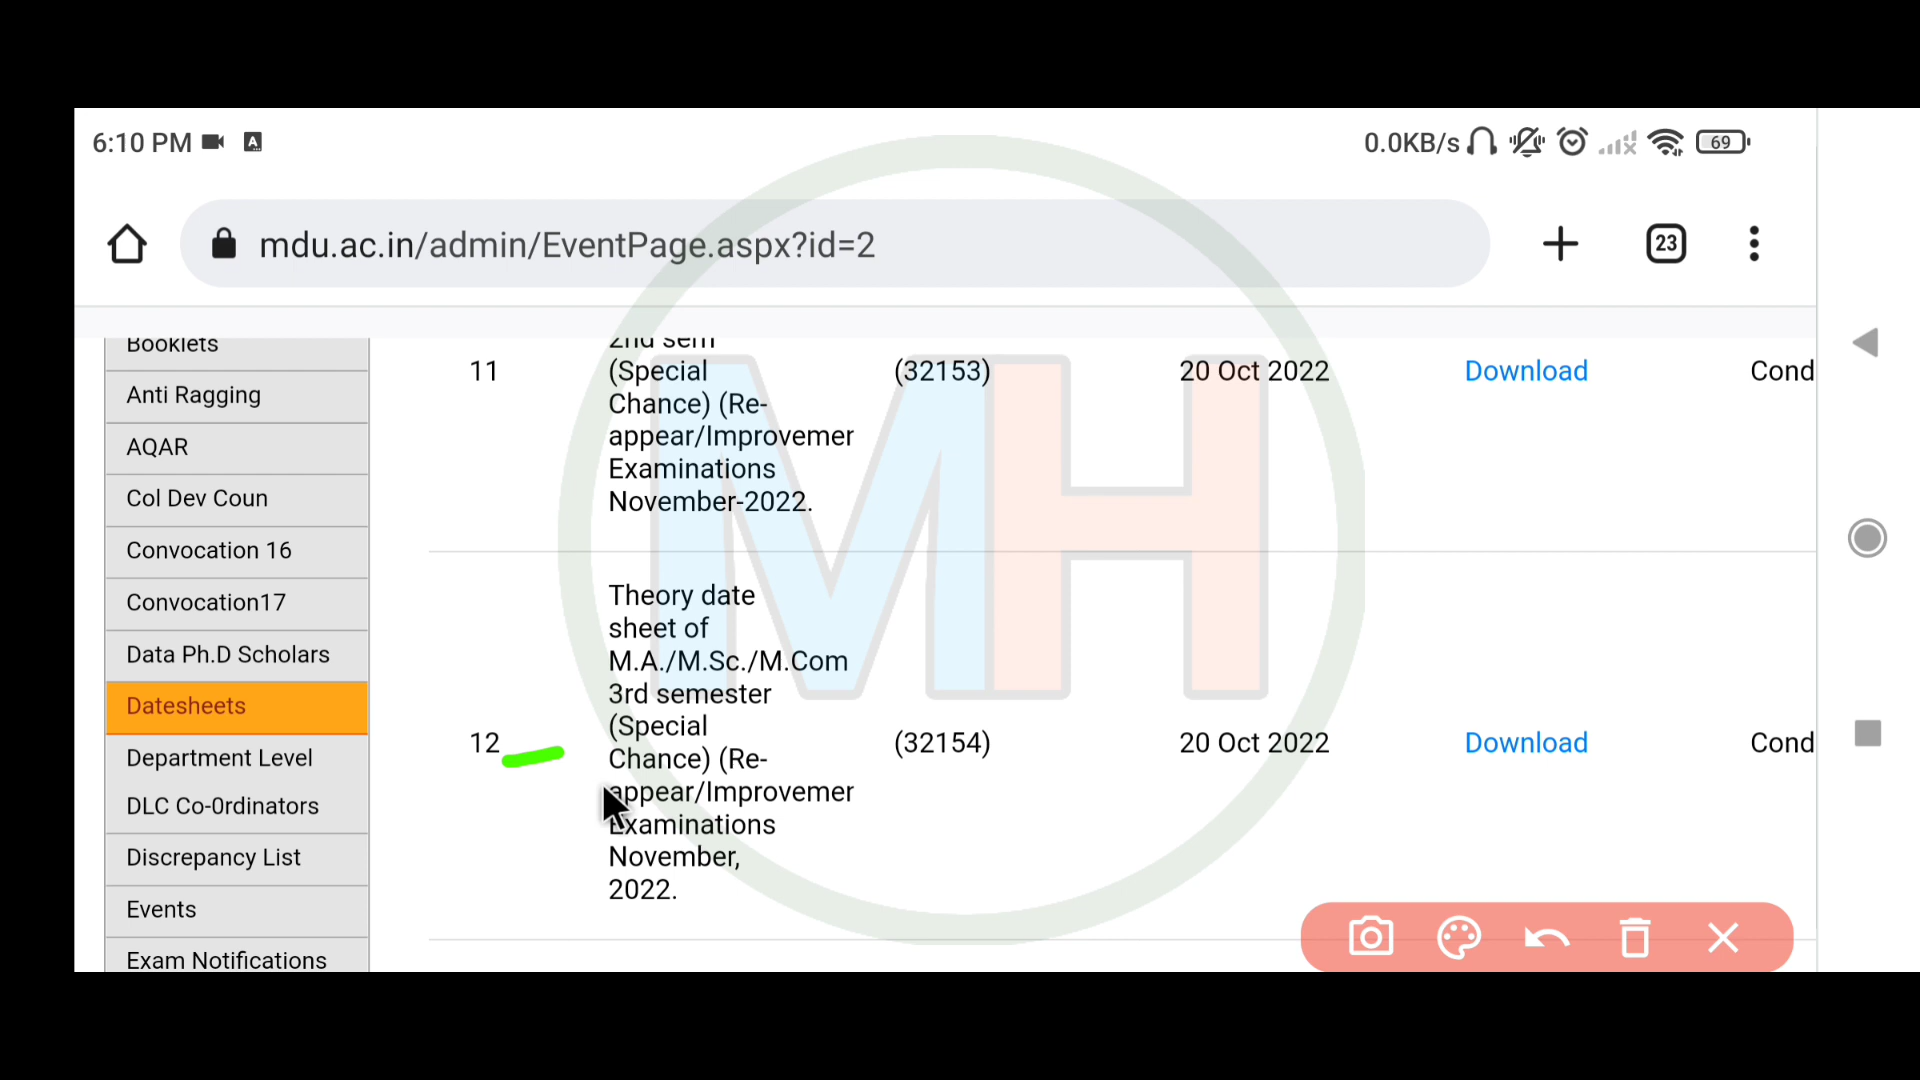 6:10 PM
0.0KB/s
69
mdu.ac.in/admin/EventPage.aspx?id=2
23
Booklets
Anti Ragging
AQAR
Col Dev Coun
Convocation 16
Convocation17
Data Ph.D Scholars
Datesheets
Department Level
DLC Co-0rdinators
Discrepancy List
Events
Exam Notifications
11
2nd sem
(Special
Chance) (Re-
appear/Improvemer
Examinations
November-2022.
(32153)
20 Oct 2022
Download
Cond
12
Theory date
sheet of
M.A./M.Sc./M.Com
3rd semester
(Special
Chance) (Re-
appear/Improvemer
Examinations
November,
2022.
(32154)
20 Oct 2022
Download
Cond
MH